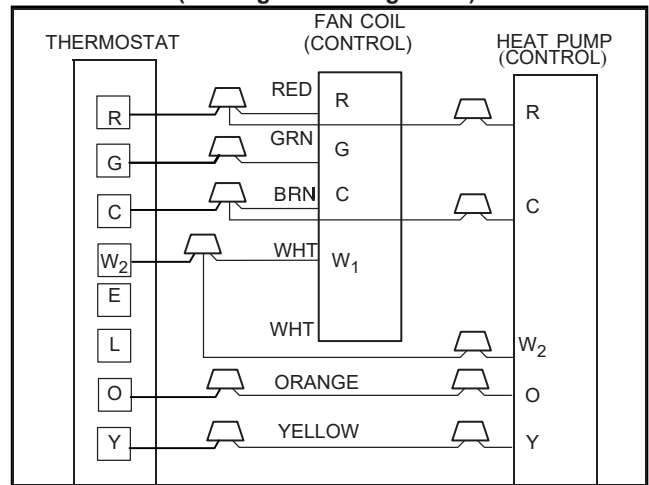 THERMOSTAT
FAN COIL
(CONTROL)
HEAT PUMP
(CONTROL)
R
RED
R
R
G
GRN
G
C
BRN
C
C
W2
WHT
W1
E
L
WHT
W2
O
ORANGE
O
Y
YELLOW
Y